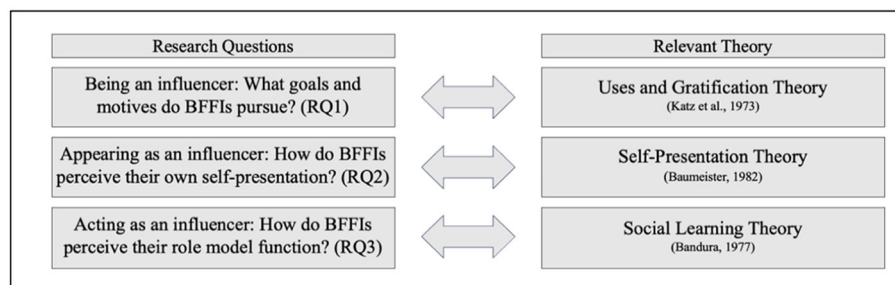 Research Questions
Relevant Theory
Being an influencer: What goals and
motives do BFFIs pursue? (RQ1)
Uses and Gratification Theory
(Katz et al., 1973)
Appearing as an influencer: How do BFFIs
perceive their own self-presentation? (RQ2)
Self-Presentation Theory
(Baumeister, 1982)
Acting as an influencer: How do BFFIs
perceive their role model function? (RQ3)
Social Learning Theory
(Bandura, 1977)